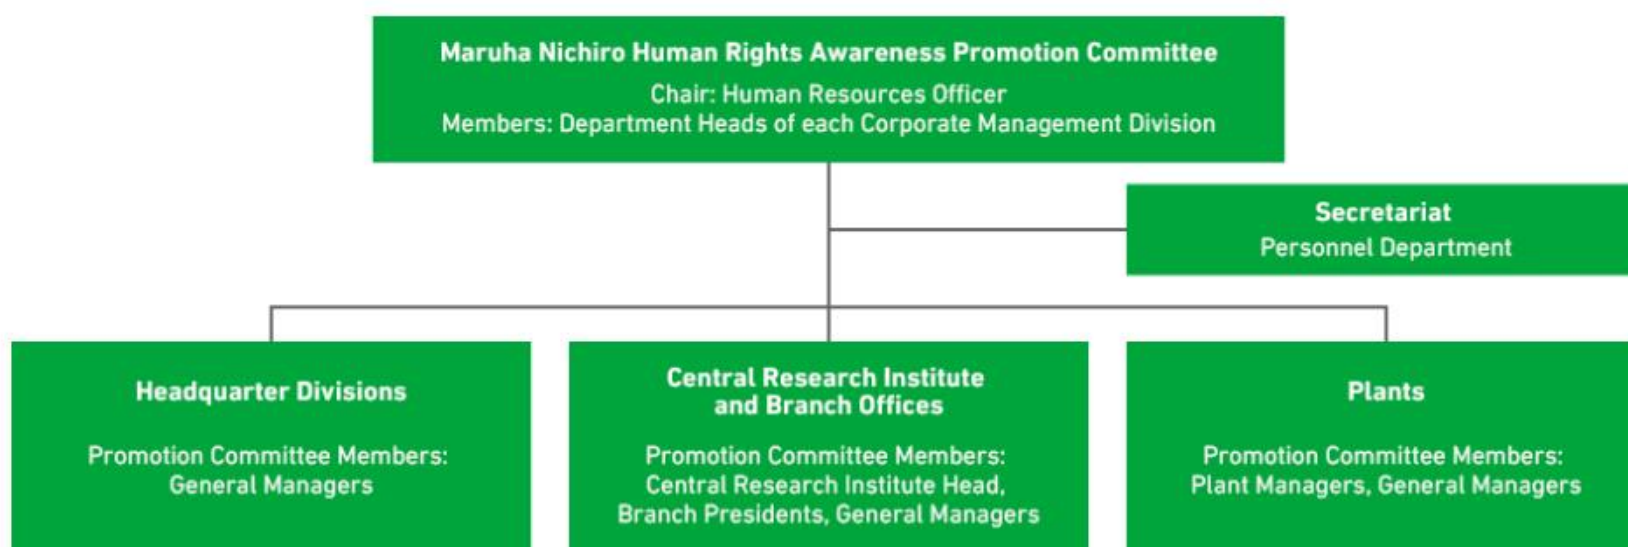 Maruha Nichiro Human Rights Awareness Promotion Committee
Chair: Human Resources Officer
Members: Department Heads of each Corporate Management Division
Secretariat
Personnel Department
Headquarter Divisions
Promotion Committee Members:
General Managers
Central Research Institute
and Branch Offices
Promotion Committee Members:
Central Research Institute Head,
Branch Presidents, General Managers
Plants
Promotion Committee Members:
Plant Managers, General Managers